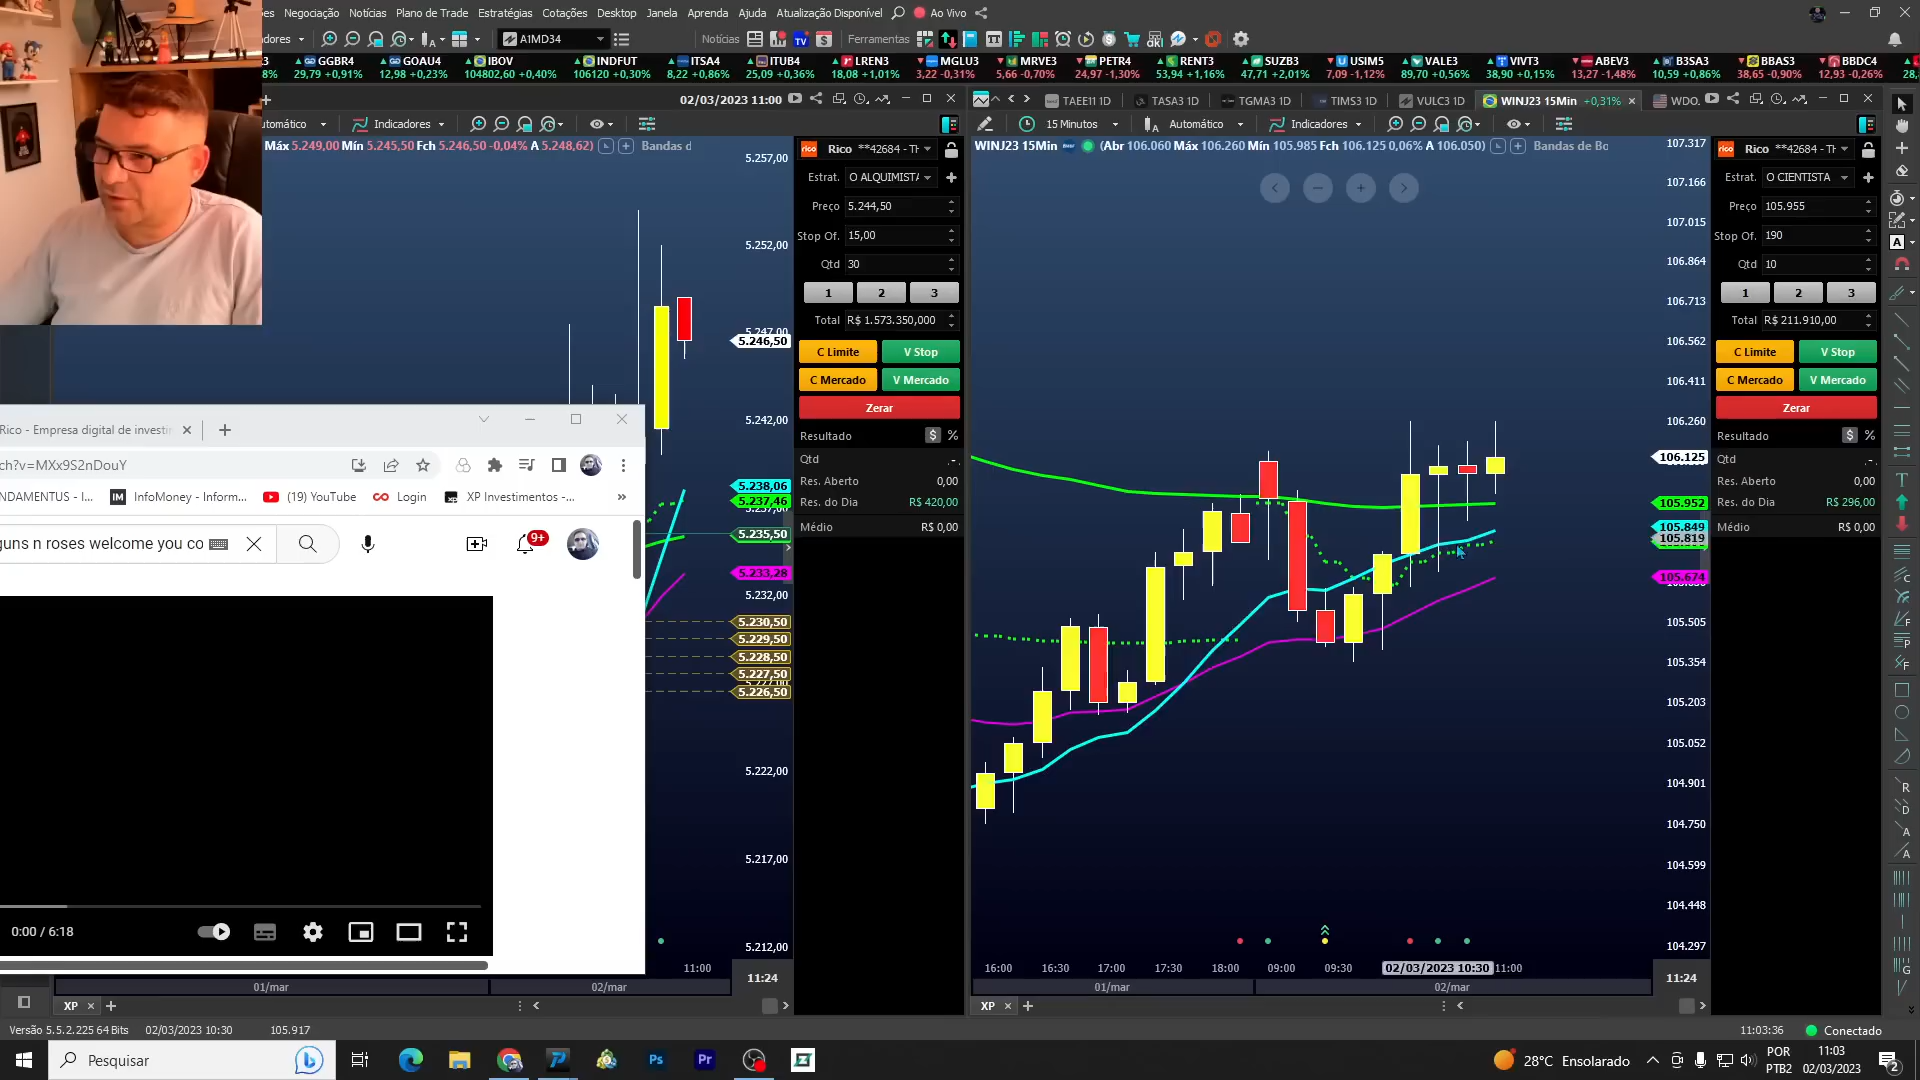 Negociação Notícias Plano de Trade Estratégias Cotações Desktop Janela Aprenda Ajuda Atualização Disponível Ao Vivo
A1MD34 Notícias Ferramentas
GGBR4 GOAU4 IBOV INDFUT ITSA4 ITUB4 LREN3 MGLU3 MRVE3 PETR4 RENT3 SUZB3 USIM5 VALE3 VIVT3 ABEV3 B3SA3 BBAS3 BBDC4
29,79 +0,91% 12,98 +0,23% 104802,60 +0,40% 106120 +0,30% 8,22 +0,86% 25,09 +0,36% 18,08 +1,01% 3,22 -0,31% 5,66 -0,70% 24,97 -1,30% 53,94 +1,16% 47,71 +2,01% 7,09 -1,12% 89,70 +0,56% 38,90 +0,15% 13,27 -1,48% 10,59 +0,86% 38,65 -0,90% 12,93 -0,26% 28,
02/03/2023 11:00
TAEE11 1D TASA3 1D TGMA3 1D TIMS3 1D VULC3 1D WINJ23 15Min +0,31% WDO.
Indicadores
15 Minutos Automático Indicadores
Máx 5.249,00 Mín 5.245,50 Fch 5.246,50 -0,04% A 5.248,62) Bandas d
WINJ23 15Min (Abr 106.060 Máx 106.260 Mín 105.985 Fch 106.125 0,06% A 106.050) Bandas de Bo
5.257,00
5.252,00
5.246,50
5.242,00
5.238,06
5.237,46
5.235,50
5.233,28
5.232,00
5.230,50
5.229,50
5.228,50
5.227,50
5.226,50
5.222,00
5.217,00
5.212,00
Rico **42684 - TH
Estrat. O ALQUIMISTA
Preço 5.244,50
Stop Of. 15,00
Qtd 30
1 2 3
Total R$ 1.573.350,000
C Limite V Stop
C Mercado V Mercado
Zerar
Resultado $ %
Qtd -
Res. Aberto 0,00
Res. do Dia R$ 420,00
Médio R$ 0,00
107.317
107.166
107.015
106.864
106.713
106.562
106.411
106.260
106.125
105.952
105.849
105.819
105.674
105.505
105.354
105.203
105.052
104.901
104.750
104.599
104.448
104.297
Rico **42684 - TH
Estrat. O CIENTISTA
Preço 105.955
Stop Of. 190
Qtd 10
1 2 3
Total R$ 211.910,00
C Limite V Stop
C Mercado V Mercado
Zerar
Resultado $ %
Qtd -
Res. Aberto 0,00
Res. do Dia R$ 296,00
Médio R$ 0,00
Rico - Empresa digital de investi
ch?v=MXx9S2nDouY
NDAMENTUS - I... InfoMoney - Inform... (19) YouTube Login XP Investimentos -... »
guns n roses welcome you co
9+
0:00 / 6:18
11:00 11:24
01/mar 02/mar
XP
16:00 16:30 17:00 17:30 18:00 09:00 09:30 02/03/2023 10:30 11:00 11:24
01/mar 02/mar
XP
Versão 5.5.2.225 64 Bits 02/03/2023 10:30 105.917 11:03:36 Conectado
Pesquisar
28°C Ensolarado
POR
PTB2
11:03
02/03/2023
2